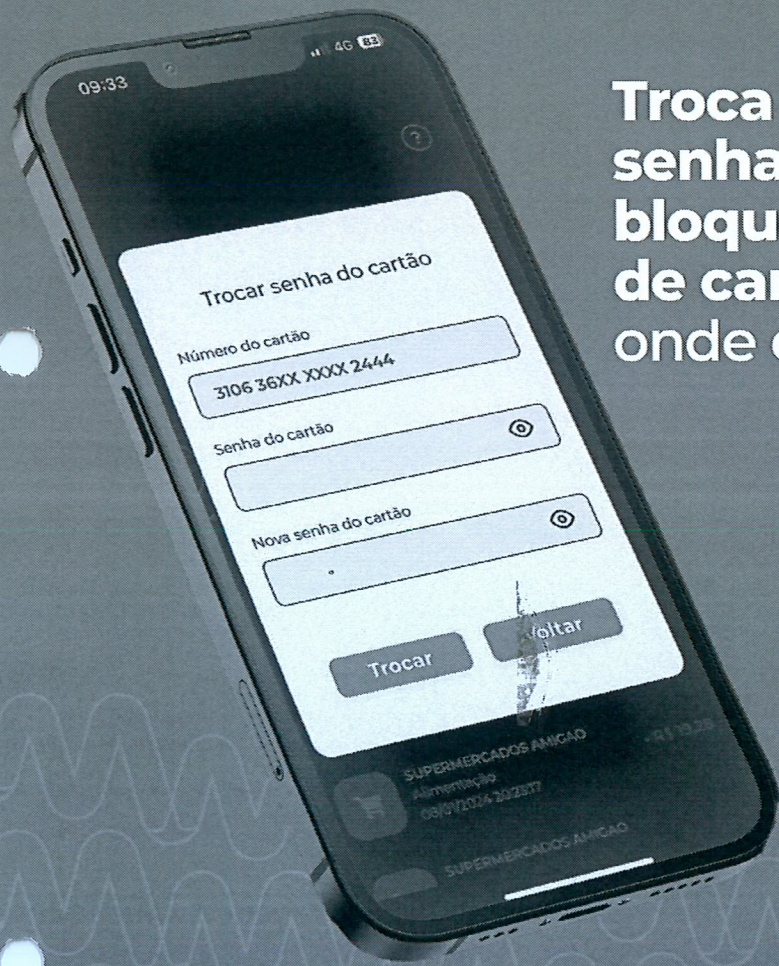 09:33
4G 83
?
Troca
senha
bloqu
de car
onde
Trocar senha do cartão
Número do cartão
3106 36XX XXXX 2444
Senha do cartão
Nova senha do cartão
Trocar
Voltar
SUPERMERCADOS AMIGAO
Alimentação
SUPERMERCADOS AMIGAO